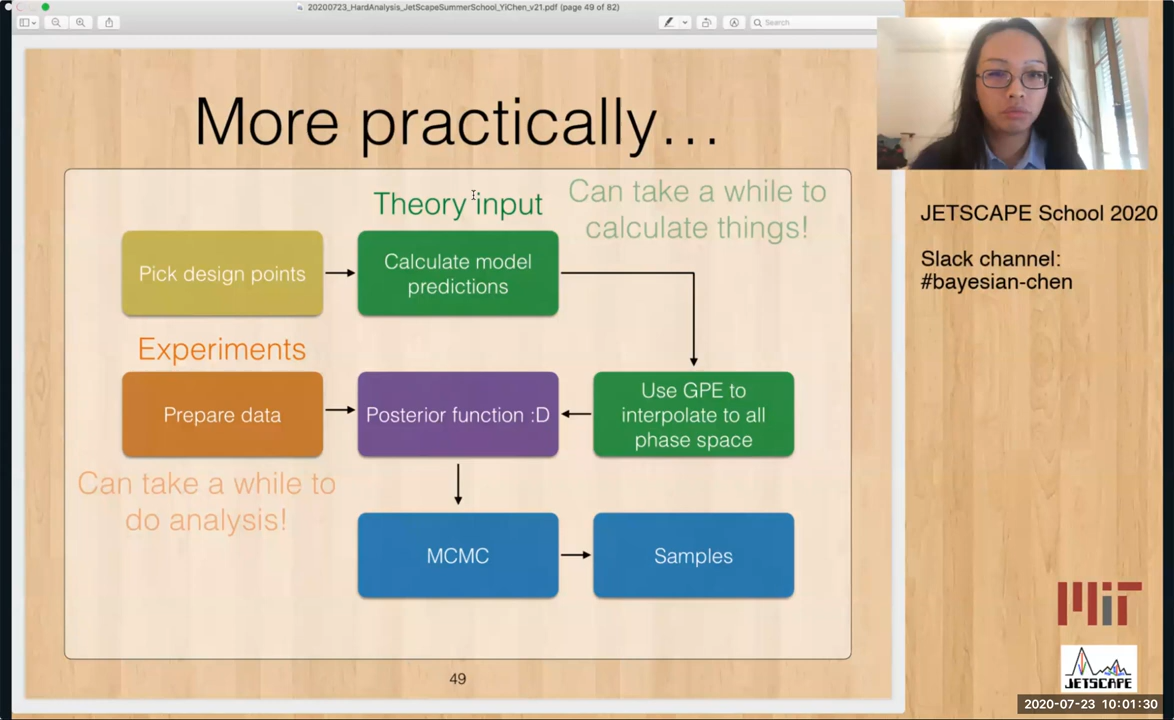 20200723_HardAnalysis_JetScapeSummerSchool_YiChen_v21.pdf (page 49 of 82)
Search
More practically…
Theory input
Can take a while to
calculate things!
Pick design points
Calculate model
predictions
Experiments
Prepare data
Posterior function :D
Use GPE to
interpolate to all
phase space
Can take a while to
do analysis!
MCMC
Samples
49
JETSCAPE School 2020
Slack channel:
#bayesian-chen
MIT
JETSCAPE
2020-07-23 10:01:30